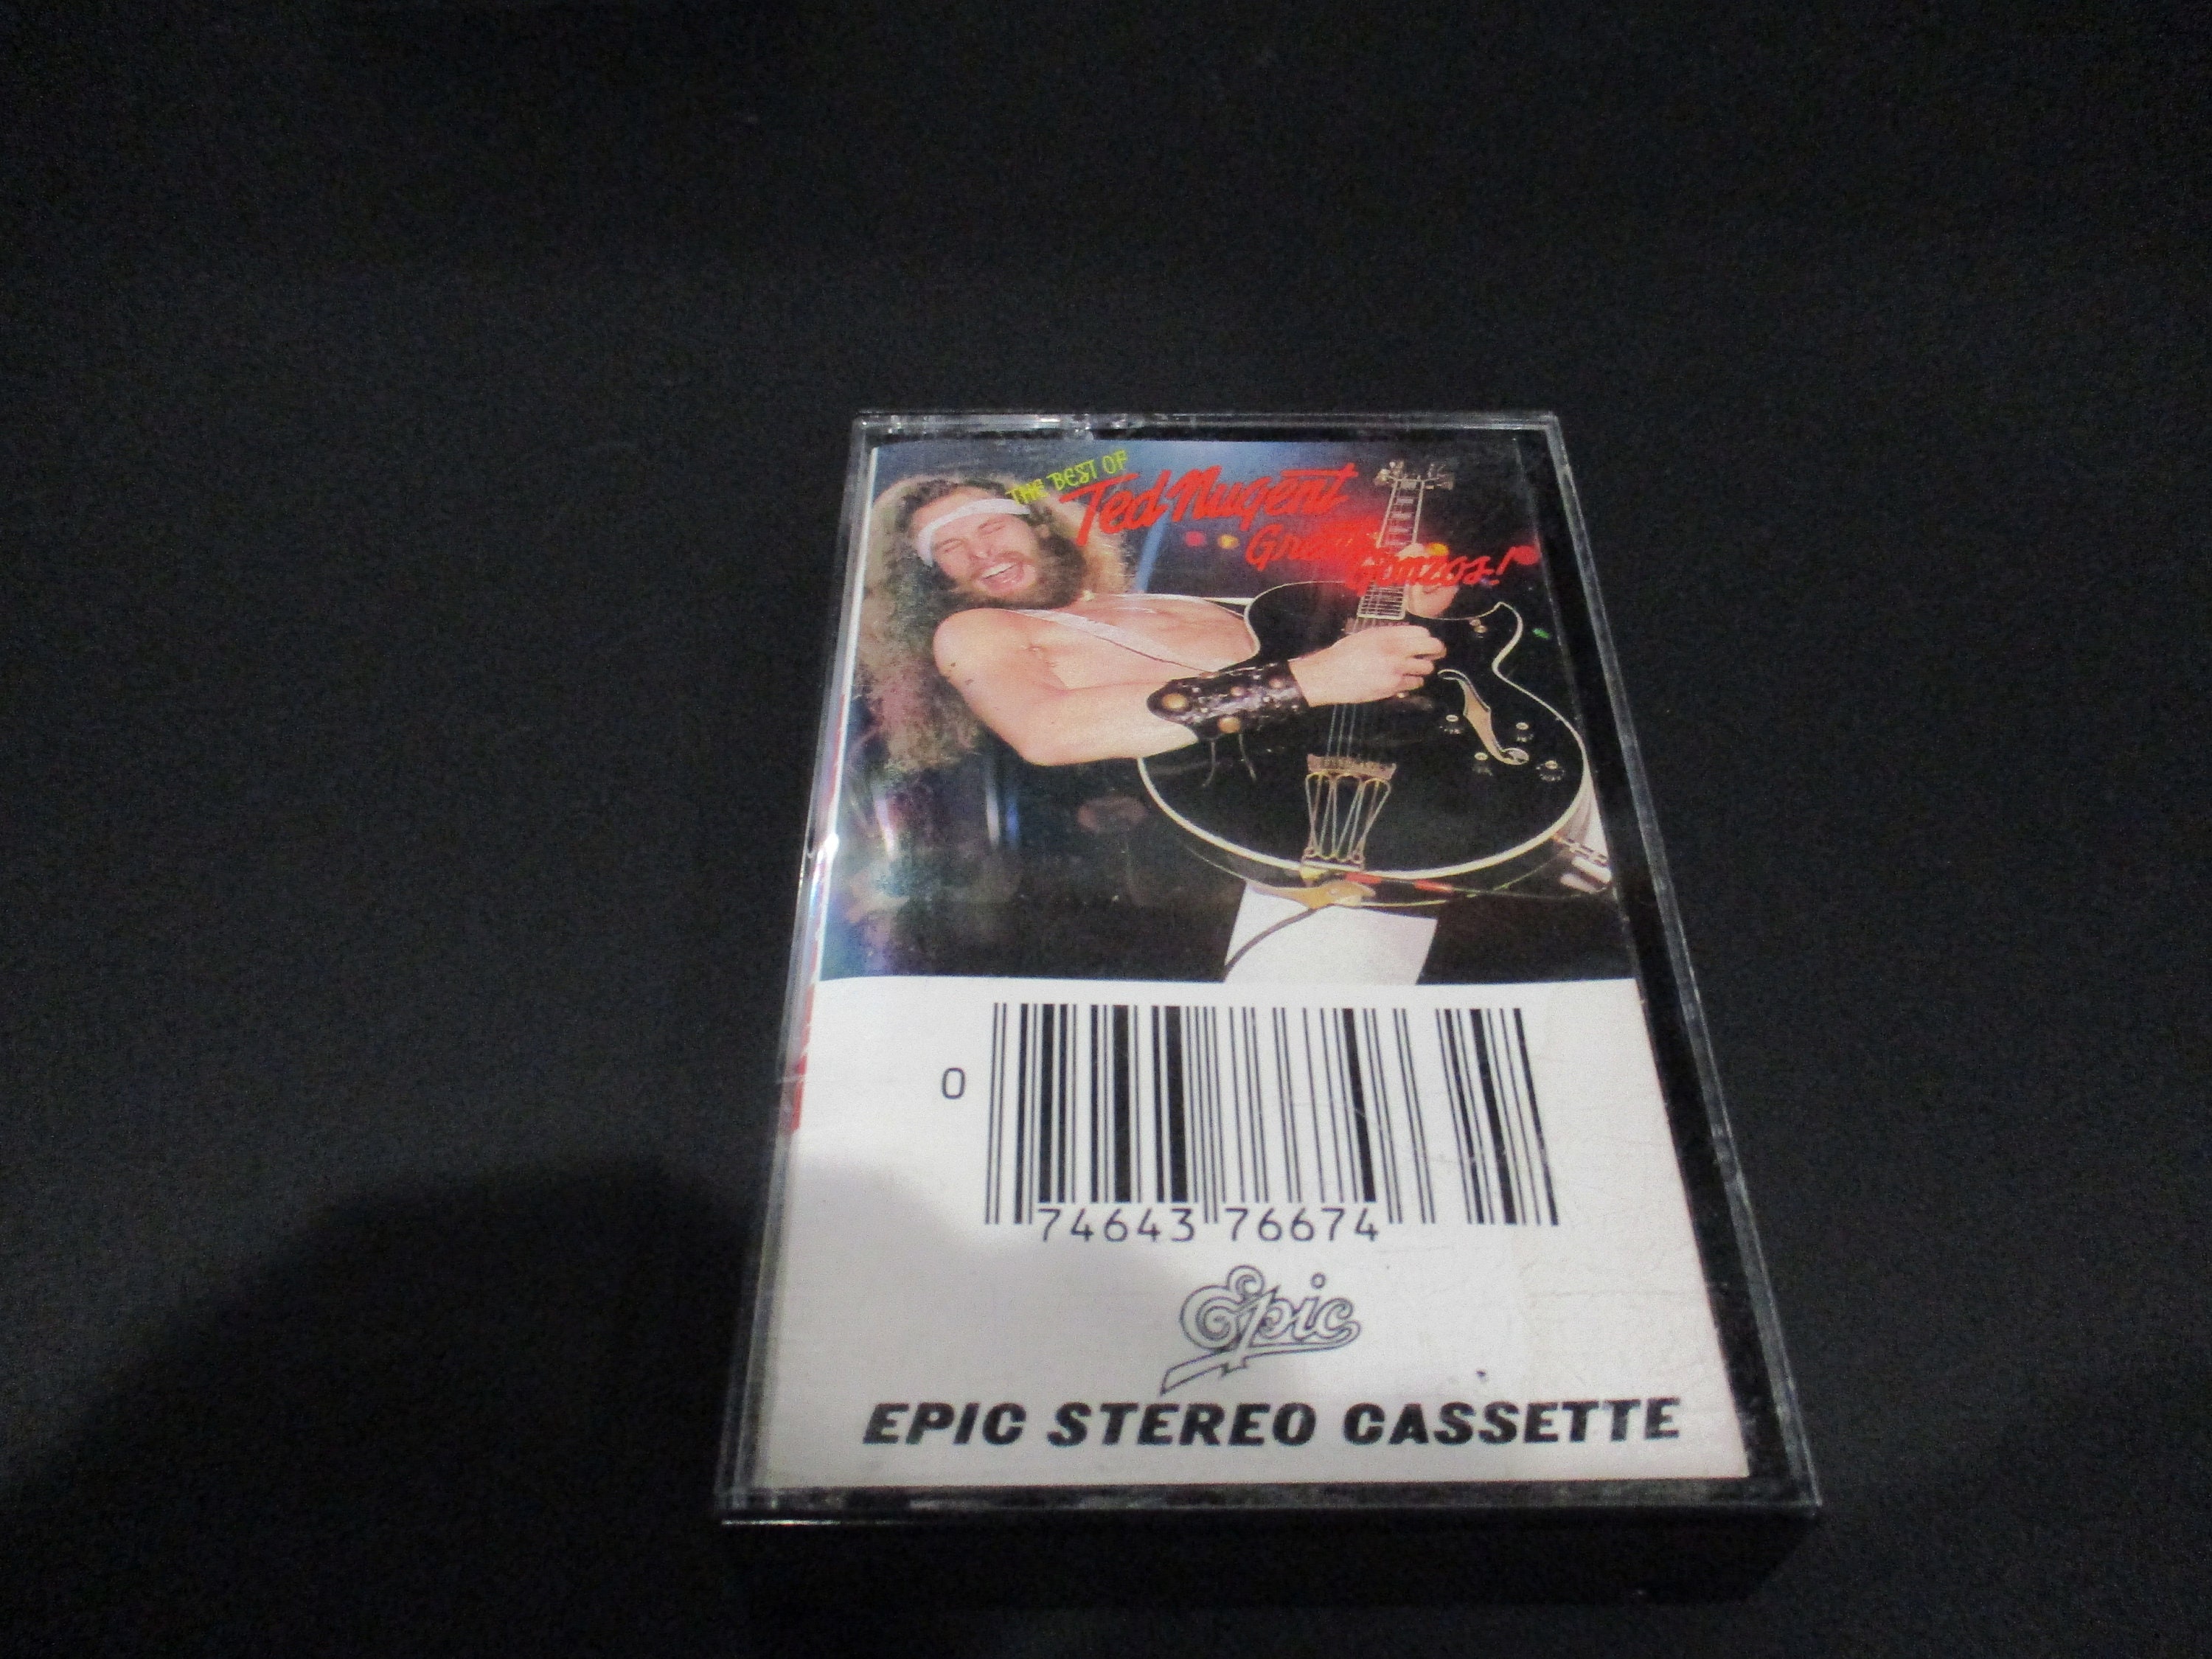 THE BEST OF
Ted Nugent
Great
Gonzos!
0
74643 76674
Epic
EPIC STEREO CASSETTE